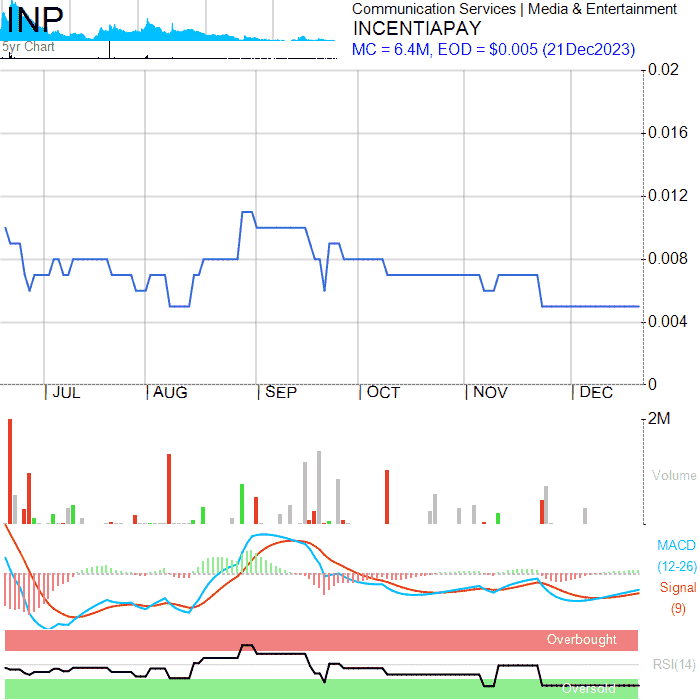 INP
5yr Chart
Communication Services | Media & Entertainment
INCENTIAPAY
MC = 6.4M, EOD = $0.005 (21Dec2023)
0.02
0.016
0.012
0.008
0.004
0
| JUL | AUG | SEP | OCT | NOV | DEC
2M
Volume
MACD
(12-26)
Signal
(9)
Overbought
RSI(14)
Oversold